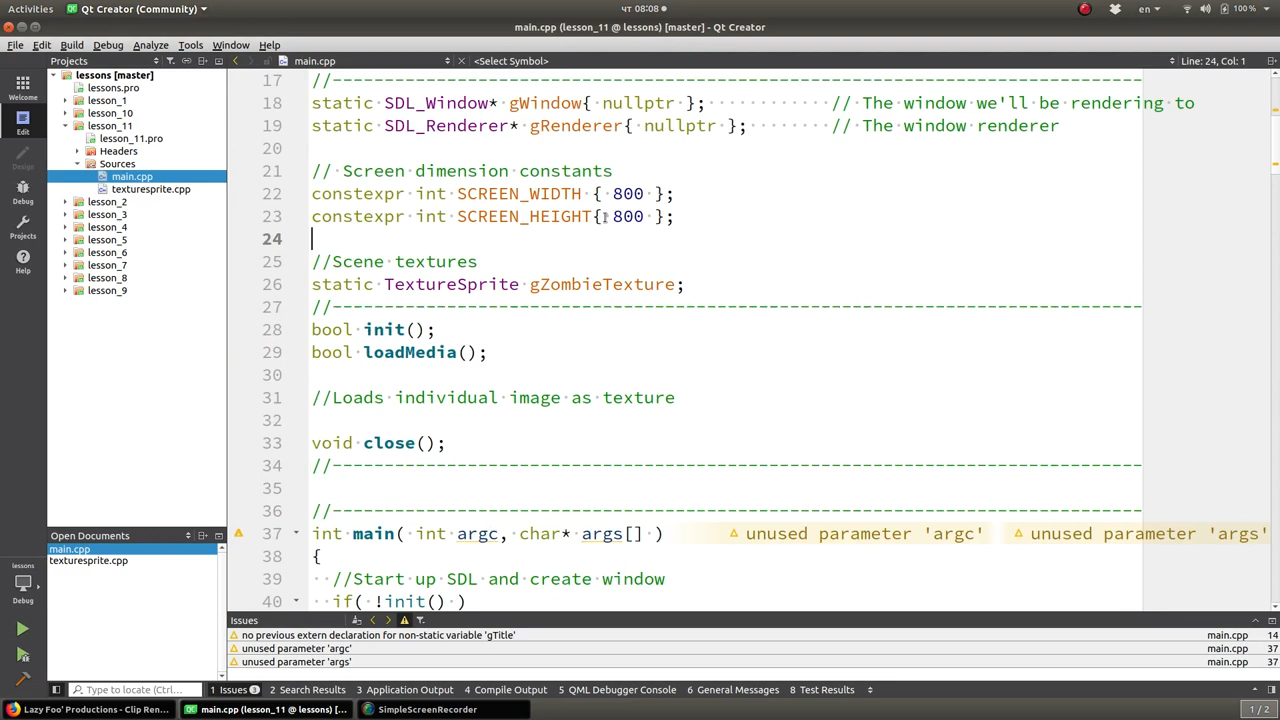 Activities Qt Creator (Community) чт 08:08 en 100 %
main.cpp (lesson_11 @ lessons) [master] - Qt Creator
File Edit Build Debug Analyze Tools Window Help
Projects main.cpp <Select Symbol> Line: 24, Col: 1
Welcome
Edit
Design
Debug
Projects
Help
lessons
Debug
lessons [master]
lessons.pro
lesson_1
lesson_10
lesson_11
lesson_11.pro
Headers
Sources
main.cpp
texturesprite.cpp
lesson_2
lesson_3
lesson_4
lesson_5
lesson_6
lesson_7
lesson_8
lesson_9
Open Documents
main.cpp
texturesprite.cpp
17 //------------------------------------------------------------------------------
18 static SDL_Window* gWindow{ nullptr }; // The window we'll be rendering to
19 static SDL_Renderer* gRenderer{ nullptr }; // The window renderer
20
21 // Screen dimension constants
22 constexpr int SCREEN_WIDTH { 800 };
23 constexpr int SCREEN_HEIGHT{ 800 };
24
25 //Scene textures
26 static TextureSprite gZombieTexture;
27 //------------------------------------------------------------------------------
28 bool init();
29 bool loadMedia();
30
31 //Loads individual image as texture
32
33 void close();
34 //------------------------------------------------------------------------------
35
36 //------------------------------------------------------------------------------
37 int main( int argc, char* args[] ) unused parameter 'argc' unused parameter 'args'
38 {
39 //Start up SDL and create window
40 if( !init() )
Issues
no previous extern declaration for non-static variable 'gTitle' main.cpp 14
unused parameter 'argc' main.cpp 37
unused parameter 'args' main.cpp 37
Type to locate (Ctrl... 1 Issues 3 2 Search Results 3 Application Output 4 Compile Output 5 QML Debugger Console 6 General Messages 8 Test Results
Lazy Foo' Productions - Clip Ren... main.cpp (lesson_11 @ lessons) [... SimpleScreenRecorder 1 / 2